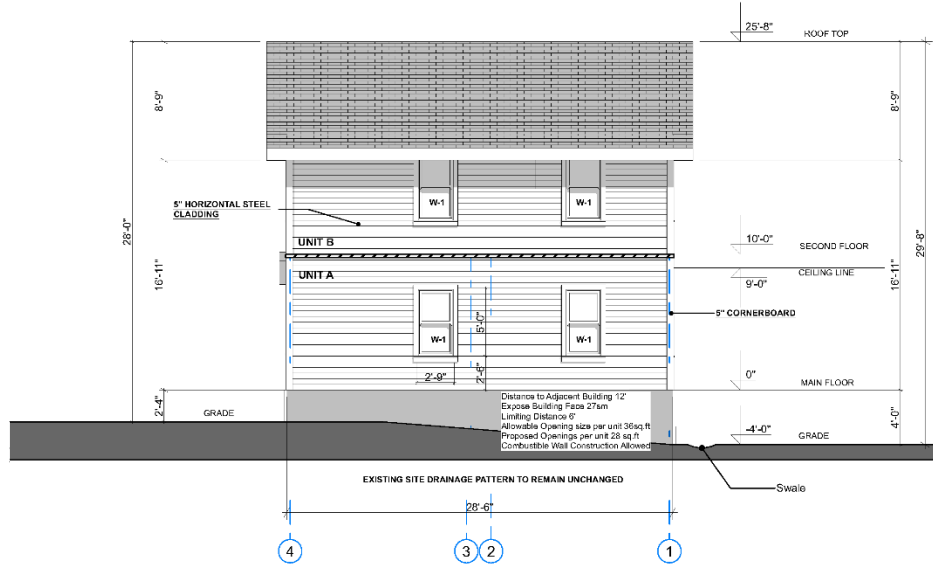 25'-8"
ROOF TOP
8'-9"
8'-9"
5" HORIZONTAL STEEL
CLADDING
W-1
W-1
28'-0"
29'-8"
UNIT B
10'-0"
SECOND FLOOR
16'-11"
16'-11"
UNIT A
CEILING LINE
9'-0"
5" CORNERBOARD
5'-0"
W-1
W-1
2'-9"
2'-6"
0"
MAIN FLOOR
2'-4"
GRADE
Distance to Adjacent Building 12'
Expose Building Face 27sm
Limiting Distance 6'
Allowable Opening size per unit 36sq.ft
Proposed Openings per unit 28 sq.ft
Combustible Wall Construction Allowed
4'-0"
-4'-0"
GRADE
EXISTING SITE DRAINAGE PATTERN TO REMAIN UNCHANGED
Swale
28'-6"
4
3
2
1